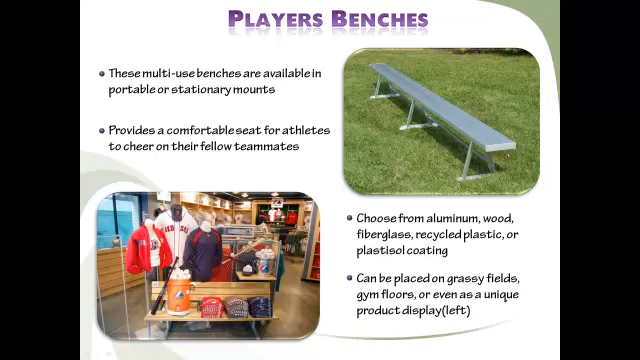 PLAYERS BENCHES
These multi-use benches are available in
portable or stationary mounts
Provides a comfortable seat for athletes
to cheer on their fellow teammates
Choose from aluminum, wood,
fiberglass, recycled plastic, or
plastisol coating
Can be placed on grassy fields,
gym floors, or even as a unique
product display(left)